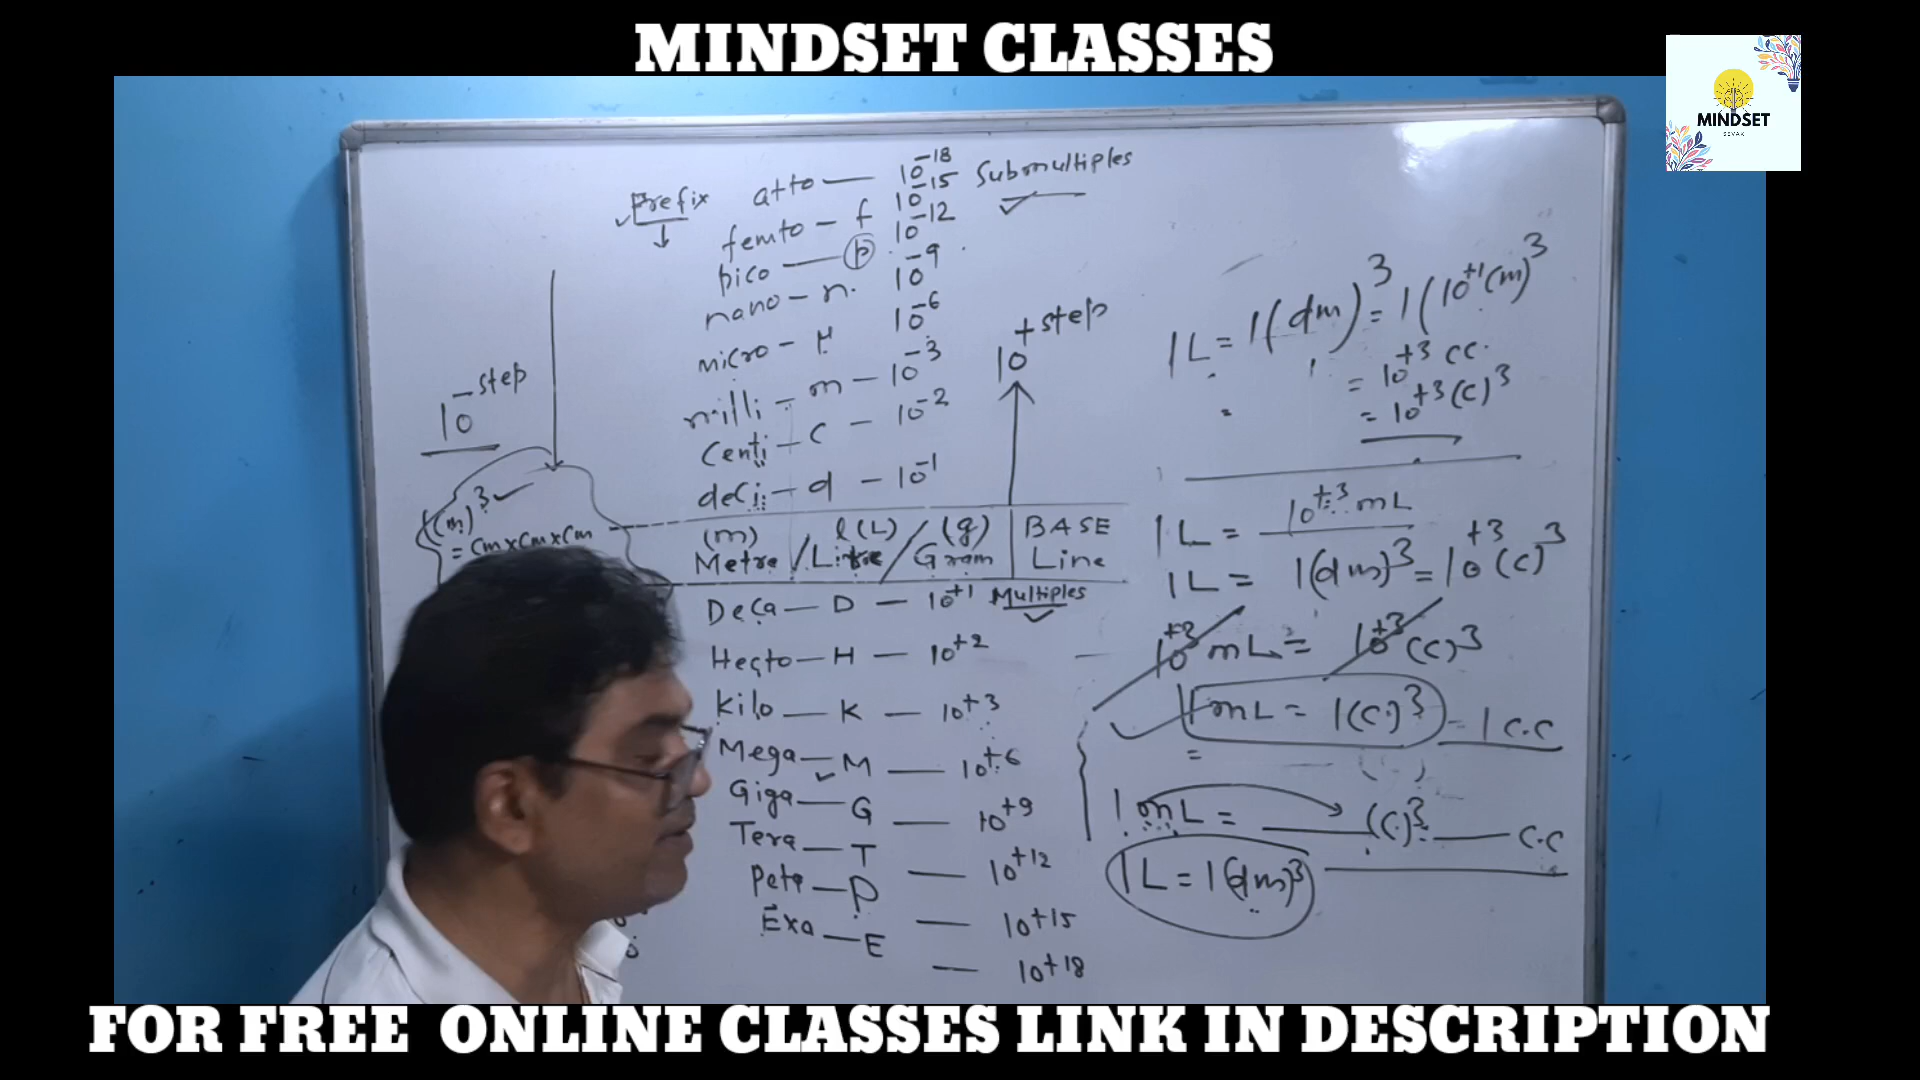 MINDSET CLASSES
MINDSET
SEVAK
Prefix
atto — 10⁻¹⁸ Submultiples
femto - f 10⁻¹⁵
pico — p 10⁻¹²
nano - n 10⁻⁹
micro - μ 10⁻⁶
milli - m - 10⁻³
Centi - c - 10⁻²
deci - d - 10⁻¹
10⁻step
10⁺step
(m)³
= cm x cm x cm
(m) l(L) (g) BASE
Metre / Litre / Gram Line
Deca - D - 10⁺¹ Multiples
Hecto - H - 10⁺²
Kilo - K - 10⁺³
Mega - M - 10⁺⁶
Giga - G - 10⁺⁹
Tera - T - 10⁺¹²
Peta - P - 10⁺¹⁵
Exa - E - 10⁺¹⁸
1L = 1(dm)³ = 1(10⁺¹(m)³
= 10⁺³ cc.
= 10⁺³(c)³
1L = 10⁺³ mL
1L = 1(dm)³ = 10⁺³(c)³
10⁺³ mL = 10⁺³(c)³
1mL = 1(c)³ = 1 c.c
=
1 mL = (c)³ c.c
1L = 1(dm)³
FOR FREE ONLINE CLASSES LINK IN DESCRIPTION